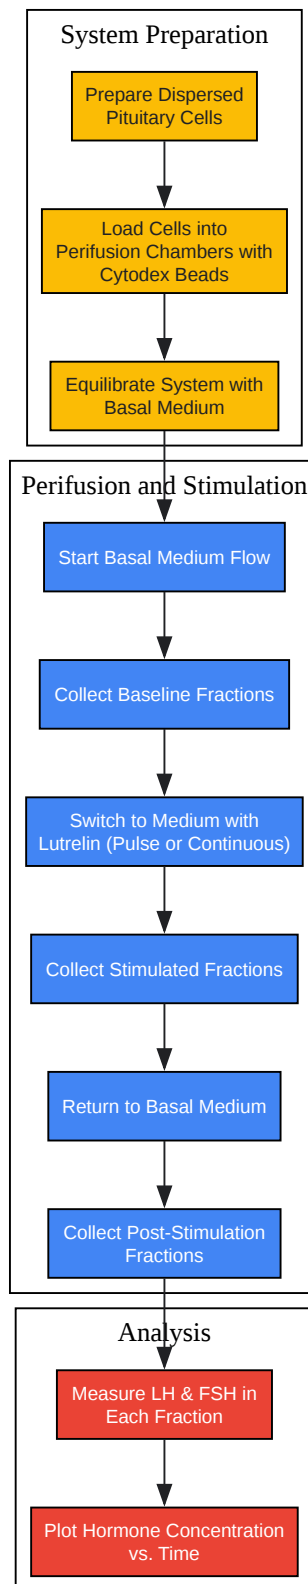 System Preparation
Prepare Dispersed
Pituitary Cells
Load Cells into
Perifusion Chambers with
Cytodex Beads
Equilibrate System with
Basal Medium
Perifusion and Stimulation
Start Basal Medium Flow
Collect Baseline Fractions
Switch to Medium with
Lutrelin (Pulse or Continuous)
Collect Stimulated Fractions
Return to Basal Medium
Collect Post-Stimulation
Fractions
Analysis
Measure LH & FSH in
Each Fraction
Plot Hormone Concentration
vs. Time